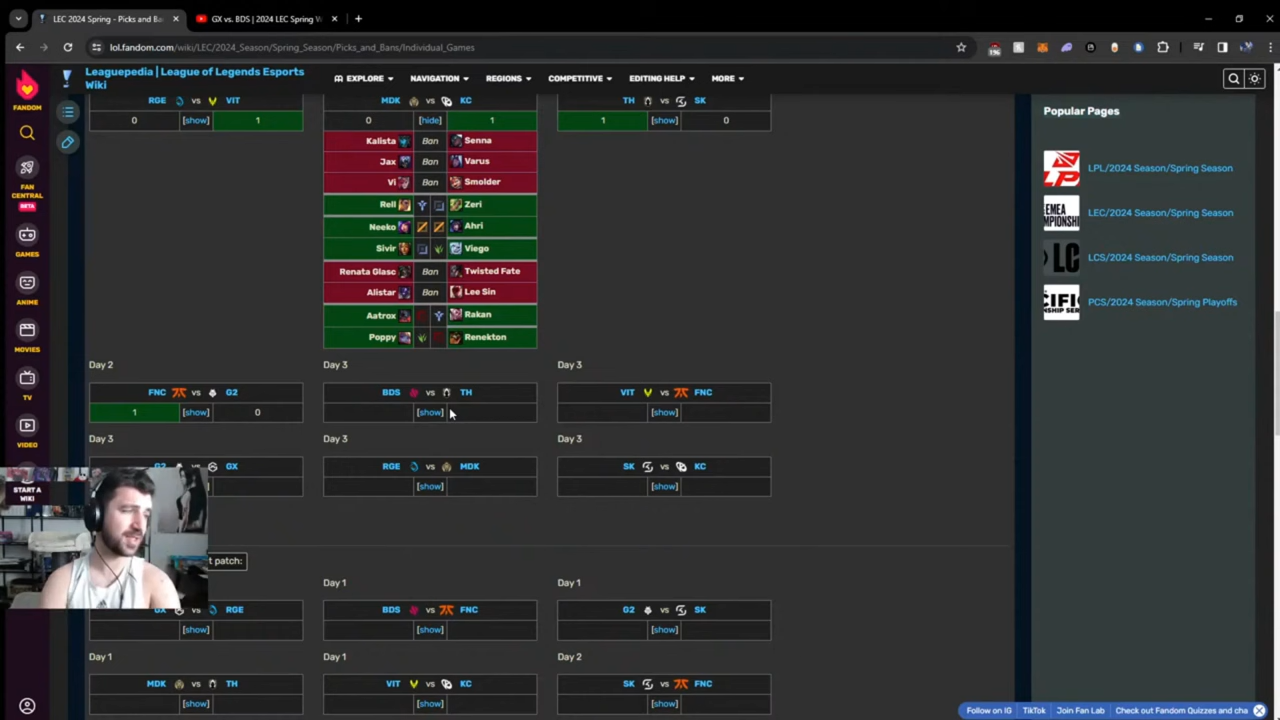 LEC 2024 Spring - Picks and Ba
GX vs. BDS | 2024 LEC Spring W
lol.fandom.com/wiki/LEC/2024_Season/Spring_Season/Picks_and_Bans/Individual_Games
Leaguepedia | League of Legends Esports
Wiki
EXPLORE NAVIGATION REGIONS COMPETITIVE EDITING HELP MORE
FANDOM
FAN
CENTRAL
BETA
GAMES
ANIME
MOVIES
TV
VIDEO
START A
WIKI
RGE vs VIT MDK vs KC TH vs SK
0 [show] 1 0 [hide] 1 1 [show] 0
Kalista Ban Senna
Jax Ban Varus
Vi Ban Smolder
Rell Zeri
Neeko Ahri
Sivir Viego
Renata Glasc Ban Twisted Fate
Alistar Ban Lee Sin
Aatrox Rakan
Poppy Renekton
Day 2 Day 3 Day 3
FNC vs G2 BDS vs TH VIT vs FNC
1 [show] 0 [show] [show]
Day 3 Day 3 Day 3
G2 GX RGE vs MDK SK vs KC
[show] [show]
t patch:
Day 1 Day 1
GX RGE BDS vs FNC G2 vs SK
[show] [show] [show]
Day 1 Day 1 Day 2
MDK vs TH VIT vs KC SK vs FNC
[show] [show] [show]
Popular Pages
LPL/2024 Season/Spring Season
EMEA
LEC/2024 Season/Spring Season
LCS/2024 Season/Spring Season
PCS/2024 Season/Spring Playoffs
Follow on IG TikTok Join Fan Lab Check out Fandom Quizzes and cha